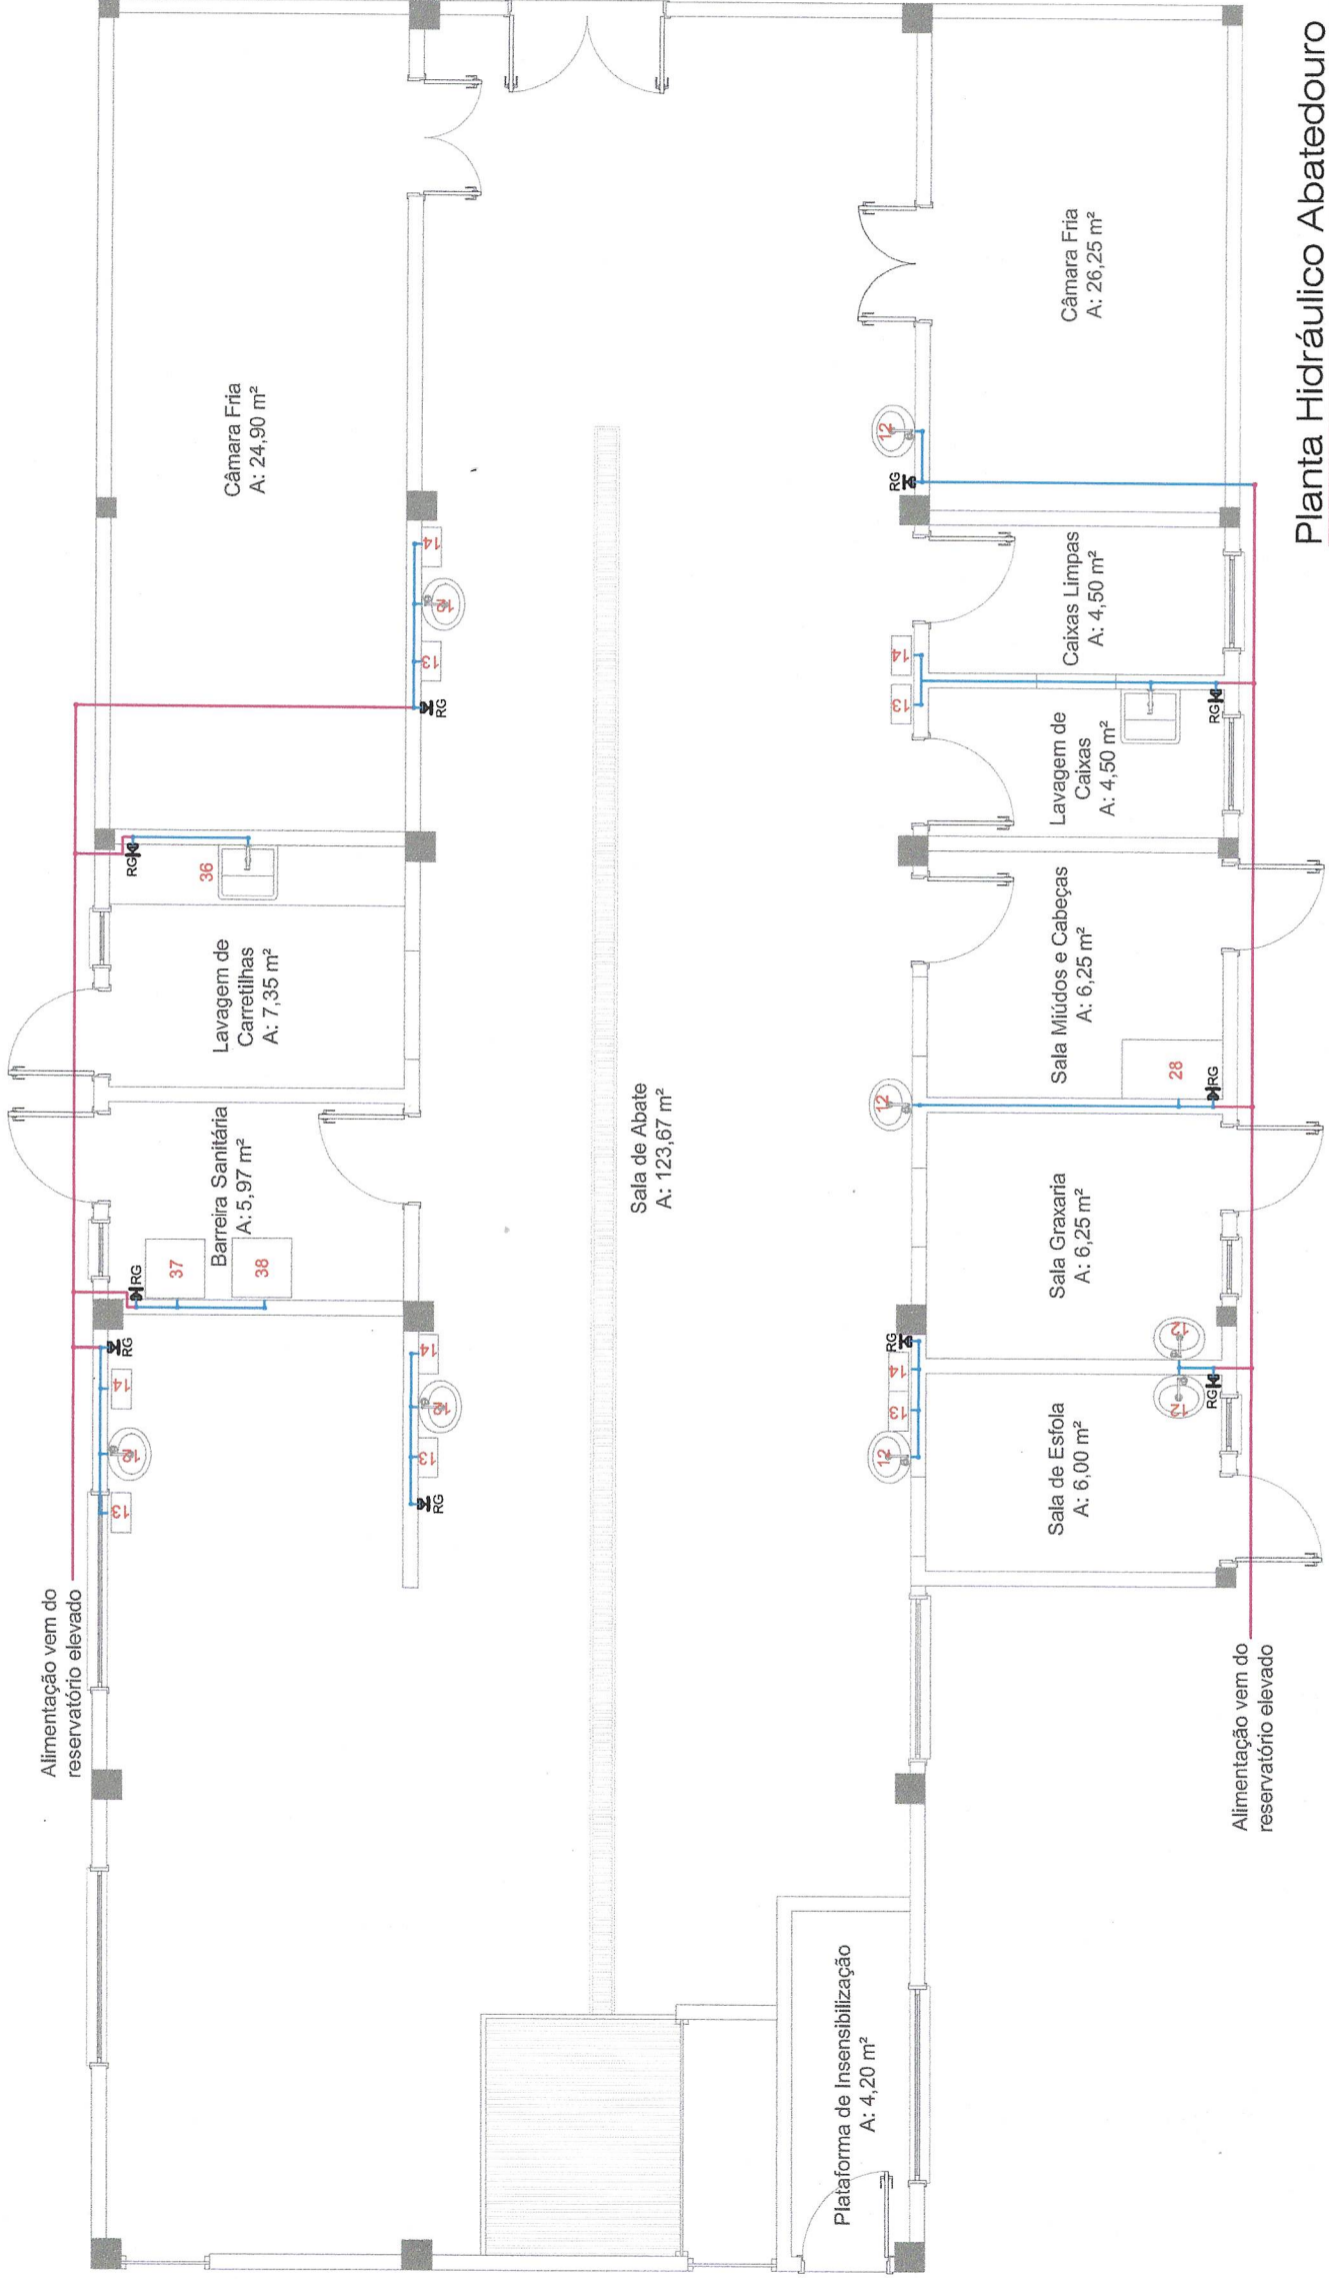 Alimentação vem do
reservatório elevado
13
12
14
RG
RG
37
38
Barreira Sanitária
A: 5,97 m²
Lavagem de
Carretilhas
A: 7,35 m²
RG
36
Câmara Fria
A: 24,90 m²
RG
13
12
14
RG
13
12
14
Sala de Abate
A: 123,67 m²
Plataforma de Insensibilização
A: 4,20 m²
12
13
14
RG
12
13
14
RG
12
Sala de Esfola
A: 6,00 m²
Sala Graxaria
A: 6,25 m²
Sala Miúdos e Cabeças
A: 6,25 m²
Lavagem de
Caixas
A: 4,50 m²
Caixas Limpas
A: 4,50 m²
Câmara Fria
A: 26,25 m²
12
12
RG
28
RG
RG
Alimentação vem do
reservatório elevado
Planta Hidráulico Abatedouro